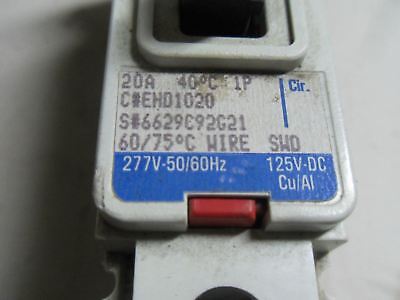 20A 40°C 1P
Cir.
C#EHD1020
S#6629C92G21
60/75°C WIRE SWD
277V-50/60Hz 125V-DC
Cu/Al